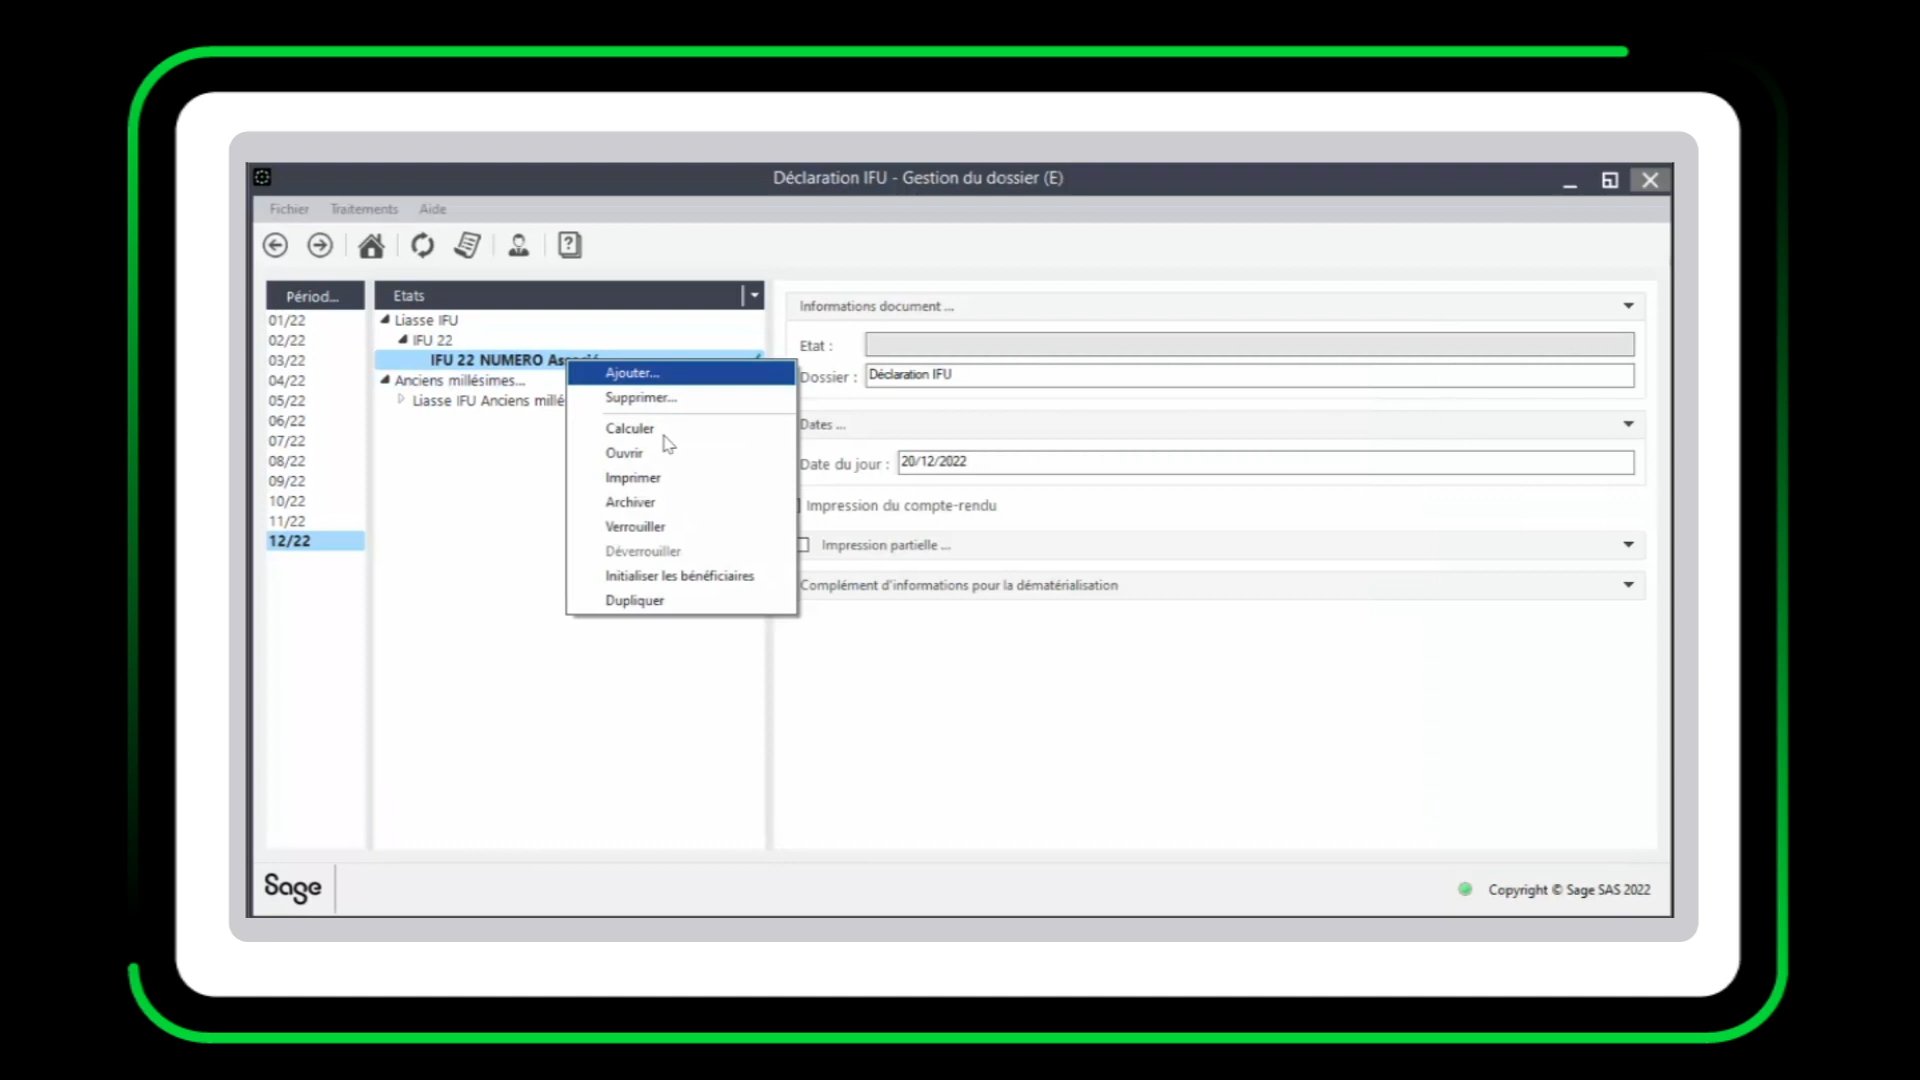 Déclaration IFU - Gestion du dossier (E)
Fichier Traitements Aide
Périod...
01/22
02/22
03/22
04/22
05/22
06/22
07/22
08/22
09/22
10/22
11/22
12/22
Etats
Liasse IFU
IFU 22
IFU 22 NUMERO Associé
Anciens millésimes...
Liasse IFU Anciens millé
Ajouter...
Supprimer...
Calculer
Ouvrir
Imprimer
Archiver
Verrouiller
Déverrouiller
Initialiser les bénéficiaires
Dupliquer
Informations document ...
Etat :
Dossier : Déclaration IFU
Dates ...
Date du jour : 20/12/2022
Impression du compte-rendu
Impression partielle ...
Complément d'informations pour la dématérialisation
Sage
Copyright © Sage SAS 2022